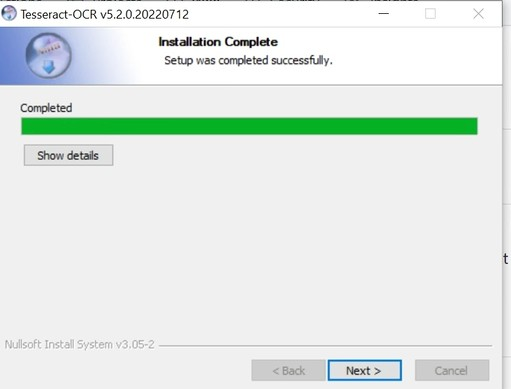 Tesseract-OCR v5.2.0.20220712
Installation Complete
Setup was completed successfully.
Completed
Show details
Nullsoft Install System v3.05-2
< Back Next > Cancel